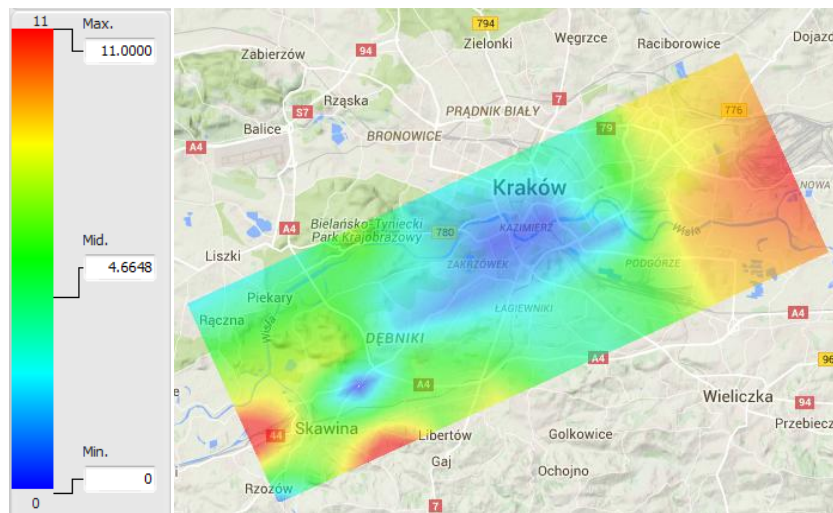 11
Max.
11.0000
Mid.
4.6648
Min.
0
0
794
Zielonki
Węgrzce
Raciborowice
Dojazd
Zabierzów
94
Rząska
S7
7
776
PRĄDNIK BIAŁY
Balice
BRONOWICE
79
A4
Kraków
NOWA
A4
Bielańsko-Tyniecki
Park Krajobrazowy
780
KAZIMIERZ
Wisła
Liszki
ZAKRZÓWEK
PODGÓRZE
Piekary
Rączna
Wisła
ŁAGIEWNIKI
A4
DĘBNIKI
A4
A4
Wieliczka
94
44
Skawina
Libertów
Golkowice
Przebiecz
Gaj
Ochojno
Rzozów
7